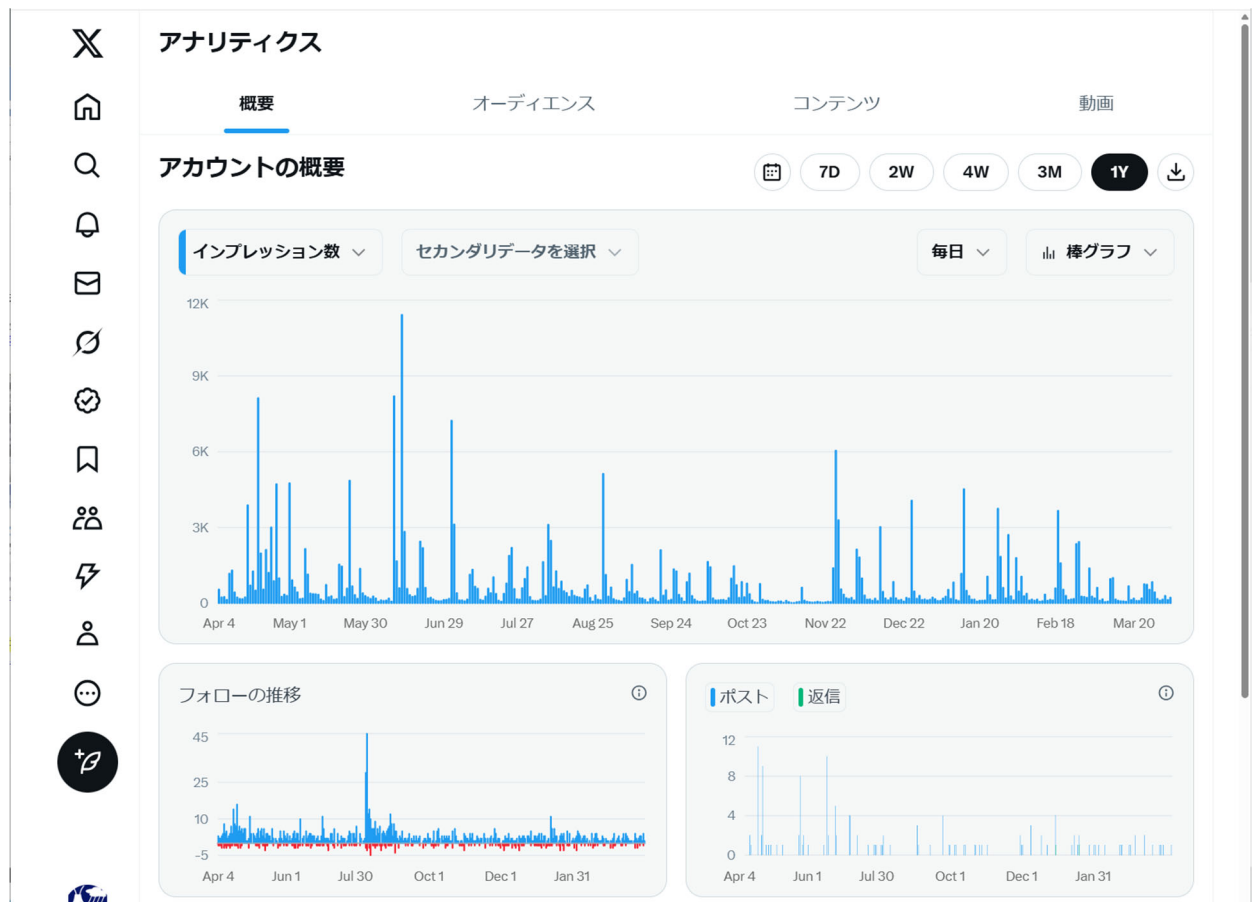 アナリティクス
概要 オーディエンス コンテンツ 動画
アカウントの概要
7D 2W 4W 3M 1Y
インプレッション数 セカンダリデータを選択 毎日 棒グラフ
12K
9K
6K
3K
0
Apr 4 May 1 May 30 Jun 29 Jul 27 Aug 25 Sep 24 Oct 23 Nov 22 Dec 22 Jan 20 Feb 18 Mar 20
フォローの推移
45
25
10
-5
Apr 4 Jun 1 Jul 30 Oct 1 Dec 1 Jan 31
ポスト 返信
12
8
4
0
Apr 4 Jun 1 Jul 30 Oct 1 Dec 1 Jan 31